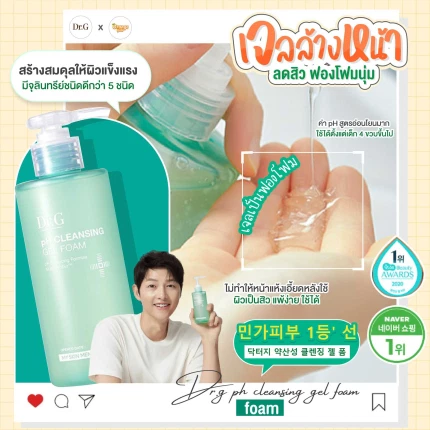 Dr.G
x
เจลล้างหน้า
ลดสิว ฟองโฟมนุ่ม
สร้างสมดุลให้ผิวแข็งแรง
มีจุลินทรีย์ชนิดดีกว่า 5 ชนิด
ค่า pH สูตรอ่อนโยนมาก
ใช้ได้ตั้งแต่เด็ก 4 ขวบขึ้นไป
เจลเป็นฟองโฟม
Dr.G
pH CLEANSING
GEL FOAM
1위
AWARDS
2020
ไม่ทำให้หน้าแห้งเอี๊ยดหลังใช้
ผิวเป็นสิว แพ้ง่าย ใช้ได้
NAVER
네이버 쇼핑
1위
민가피부 1등' 선
닥터지 약산성 클렌징 젤 폼
Dr.g ph cleansing gel foam
foam